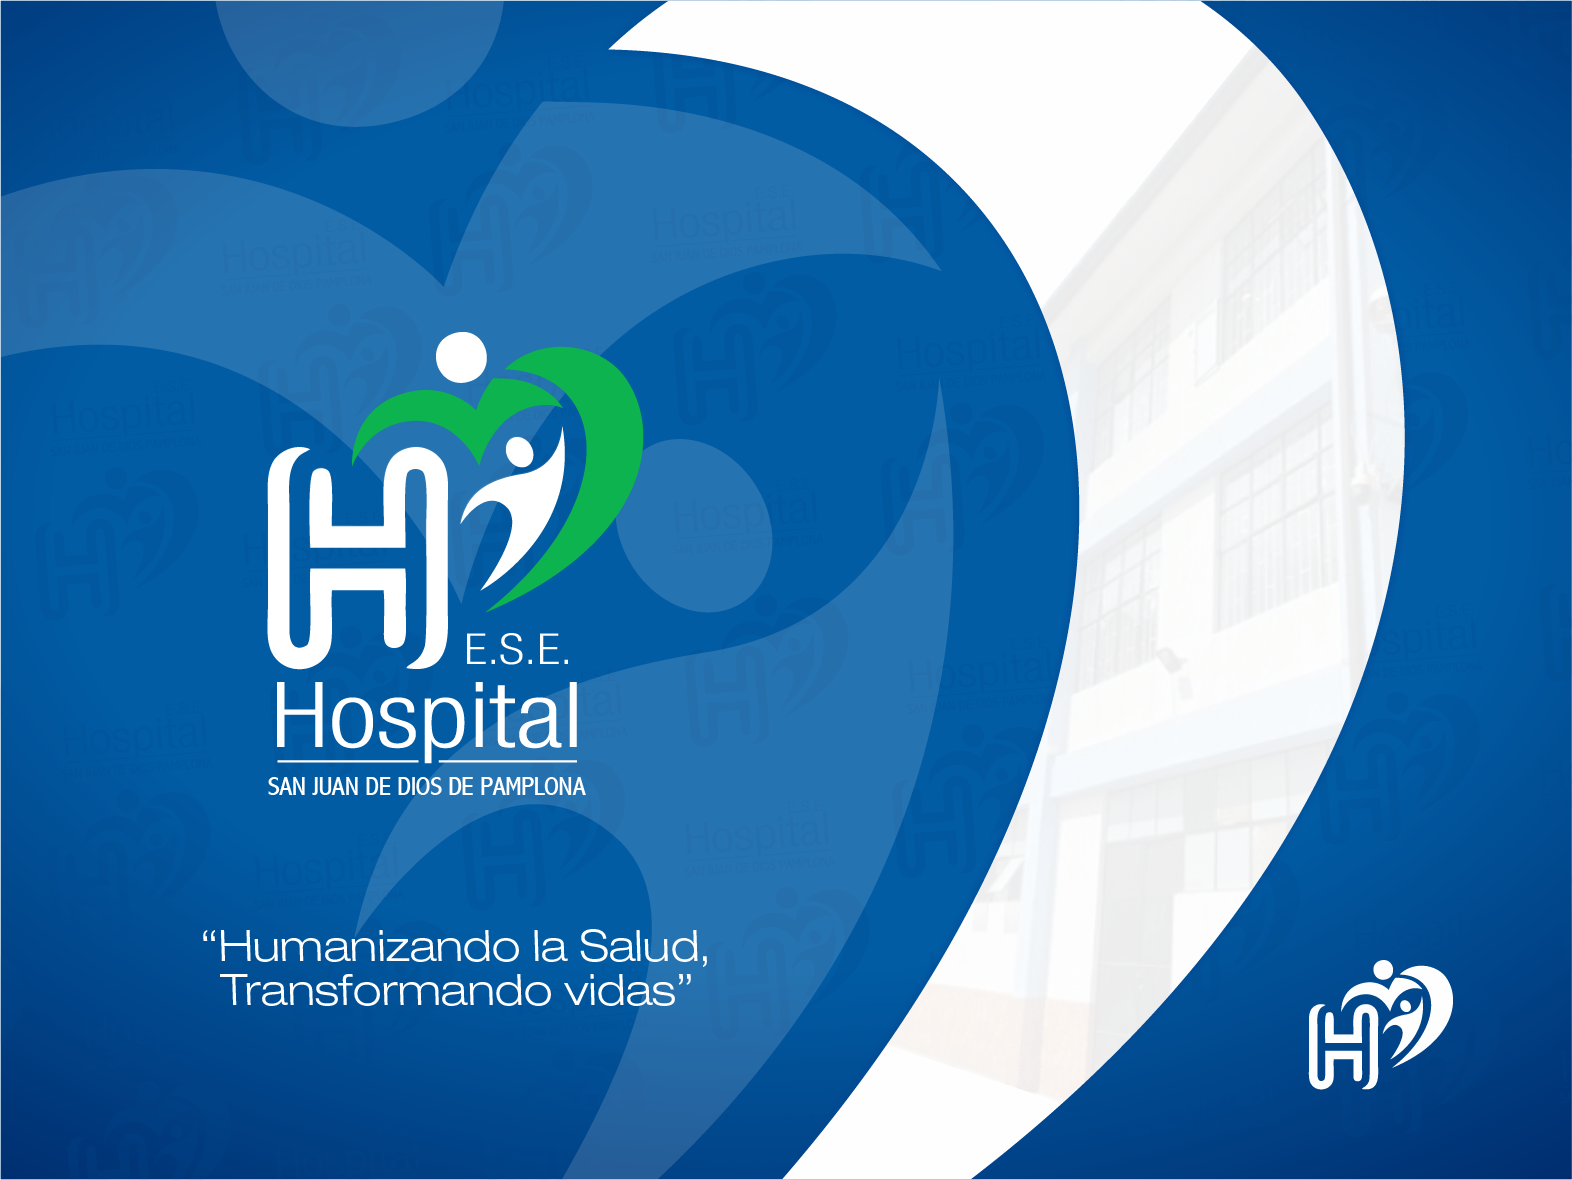 E.S.E.
Hospital
SAN JUAN DE DIOS DE PAMPLONA
“Humanizando la Salud,
Transformando vidas”